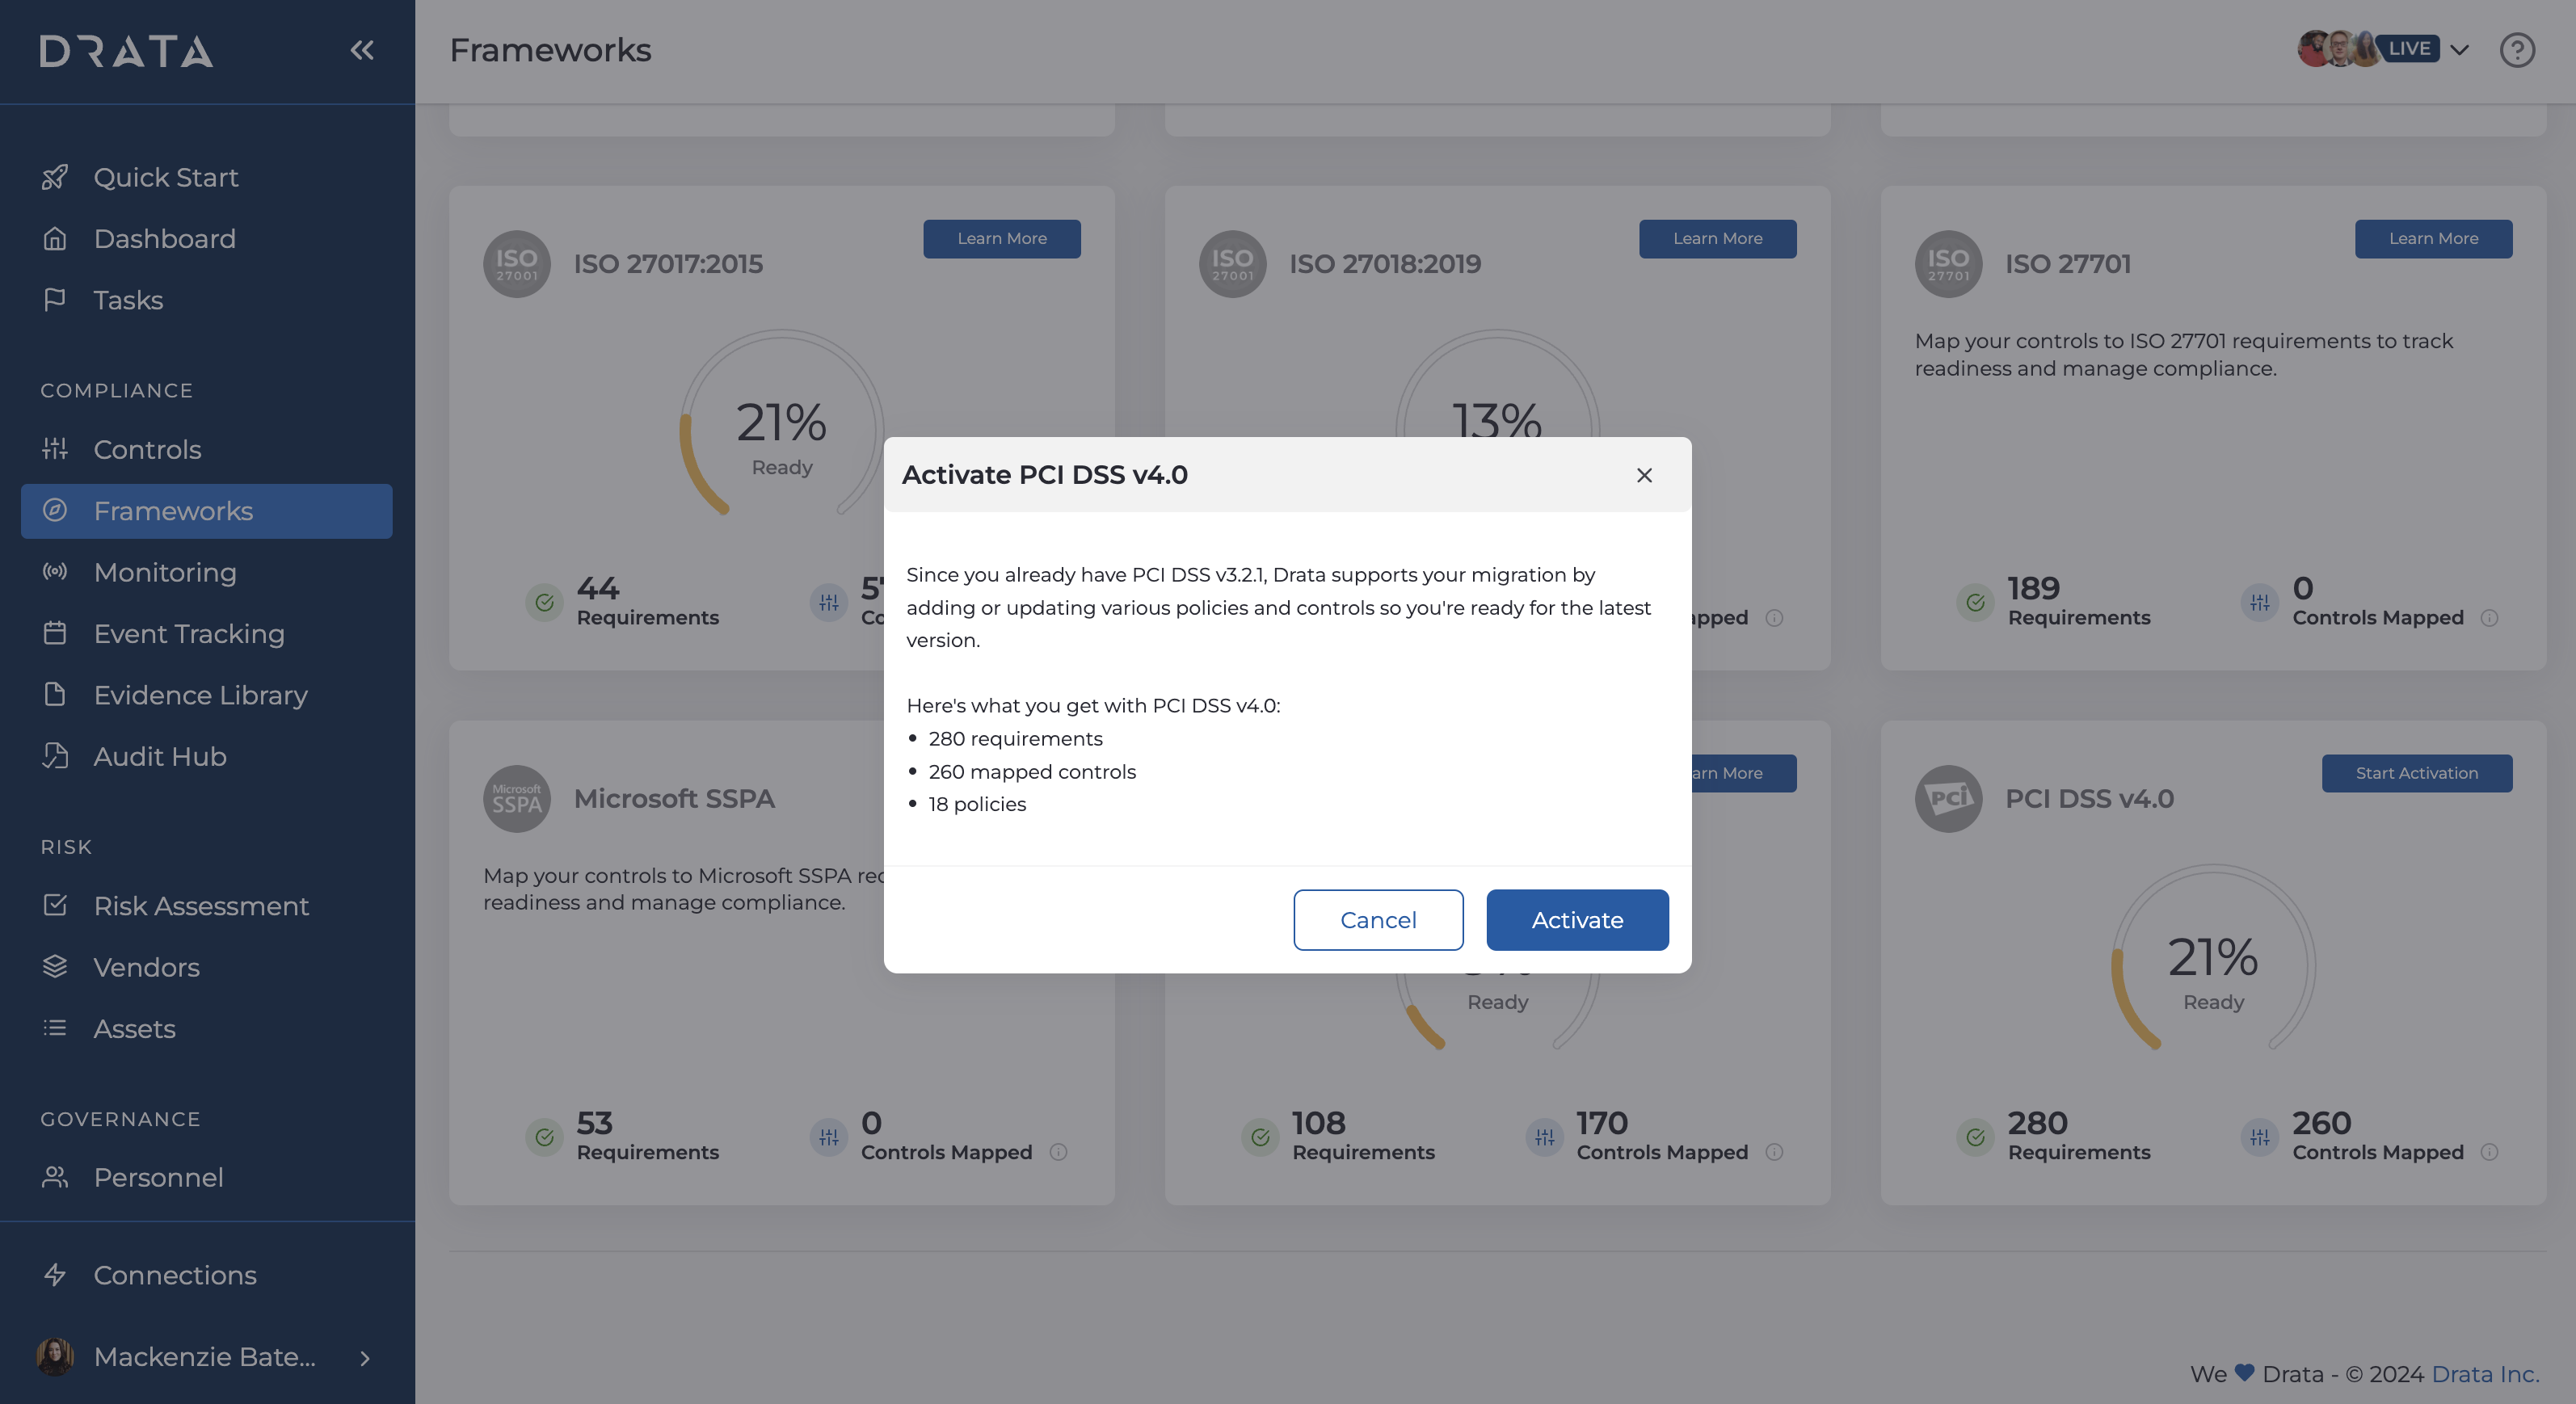 DRATA
Frameworks
LIVE
Quick Start
Dashboard
Tasks
COMPLIANCE
Controls
Frameworks
Monitoring
Event Tracking
Evidence Library
Audit Hub
RISK
Risk Assessment
Vendors
Assets
GOVERNANCE
Personnel
Connections
Mackenzie Bate...
ISO
27001
ISO 27017:2015
Learn More
21%
Ready
44
Requirements
ISO
27001
ISO 27018:2019
Learn More
13%
ISO
27701
ISO 27701
Learn More
Map your controls to ISO 27701 requirements to track
readiness and manage compliance.
189
Requirements
0
Controls Mapped
Activate PCI DSS v4.0
Since you already have PCI DSS v3.2.1, Drata supports your migration by
adding or updating various policies and controls so you're ready for the latest
version.
Here's what you get with PCI DSS v4.0:
• 280 requirements
• 260 mapped controls
• 18 policies
Cancel
Activate
Microsoft
SSPA
Microsoft SSPA
Map your controls to Microsoft SSPA
readiness and manage compliance.
53
Requirements
0
Controls Mapped
More
Ready
108
Requirements
170
Controls Mapped
PCI
PCI DSS v4.0
Start Activation
21%
Ready
280
Requirements
260
Controls Mapped
We Drata - © 2024 Drata Inc.